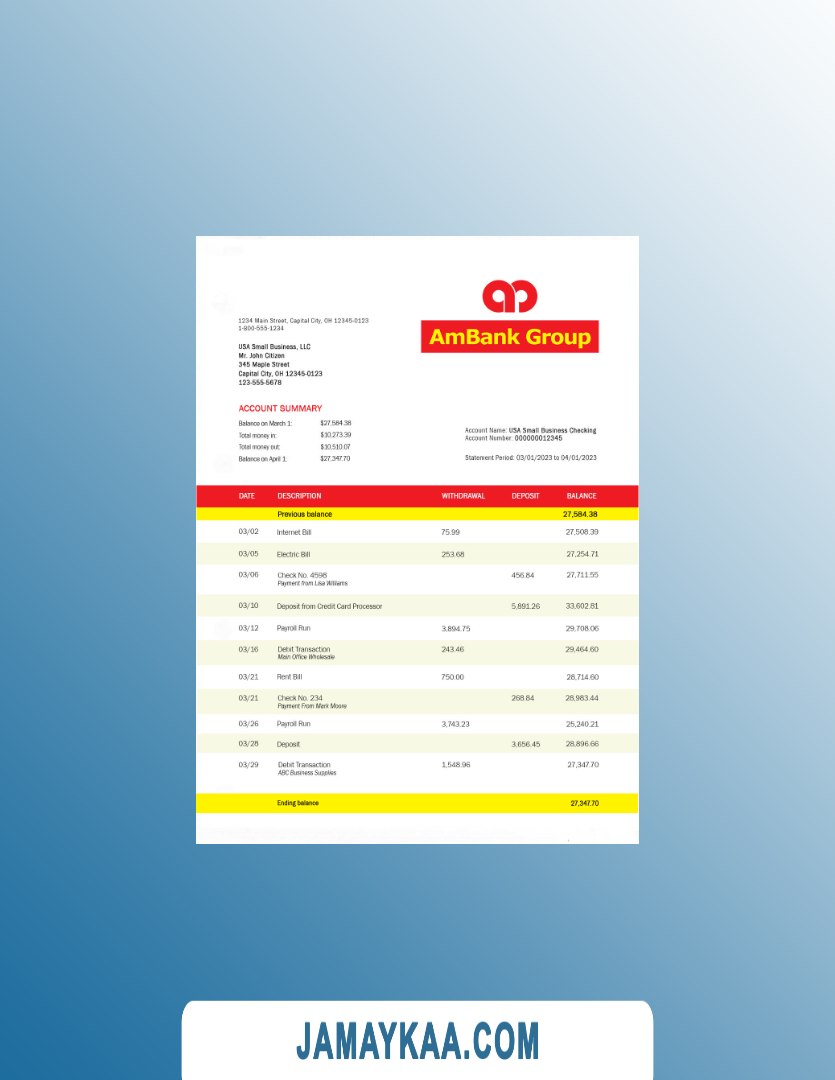 AmBank Group
1234 Main Street, Capital City, OH 12345-0123
1-800-555-1234
USA Small Business, LLC
Mr. John Citizen
345 Maple Street
Capital City, OH 12345-0123
123-555-5678
ACCOUNT SUMMARY
Balance on March 1: $27,584.38
Total money in: $10,273.39
Total money out: $10,510.07
Balance on April 1: $27,347.70
Account Name: USA Small Business Checking
Account Number: 000000012345
Statement Period: 03/01/2023 to 04/01/2023
DATE DESCRIPTION WITHDRAWAL DEPOSIT BALANCE
Previous balance 27,584.38
03/02 Internet Bill 75.99 27,508.39
03/05 Electric Bill 253.68 27,254.71
03/06 Check No. 4598 456.84 27,711.55
Payment from Lisa Williams
03/10 Deposit from Credit Card Processor 5,891.26 33,602.81
03/12 Payroll Run 3,894.75 29,708.06
03/16 Debit Transaction 243.46 29,464.60
Main Office Wholesale
03/21 Rent Bill 750.00 28,714.60
03/21 Check No. 234 268.84 28,983.44
Payment From Mark Moore
03/26 Payroll Run 3,743.23 25,240.21
03/28 Deposit 3,656.45 28,896.66
03/29 Debit Transaction 1,548.96 27,347.70
ABC Business Supplies
Ending balance 27,347.70
JAMAYKAA.COM